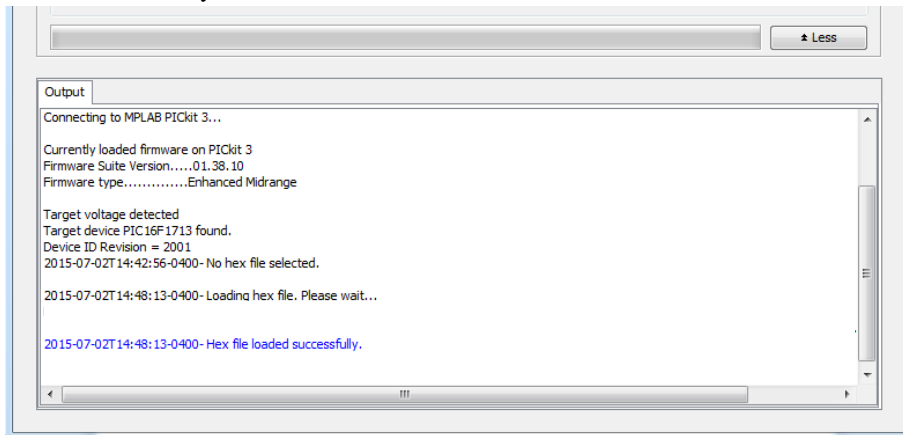 Less
Output
Connecting to MPLAB PICkit 3...
Currently loaded firmware on PICkit 3
Firmware Suite Version.....01.38.10
Firmware type..............Enhanced Midrange
Target voltage detected
Target device PIC16F1713 found.
Device ID Revision = 2001
2015-07-02T14:42:56-0400- No hex file selected.
2015-07-02T14:48:13-0400- Loading hex file. Please wait...
2015-07-02T14:48:13-0400- Hex file loaded successfully.